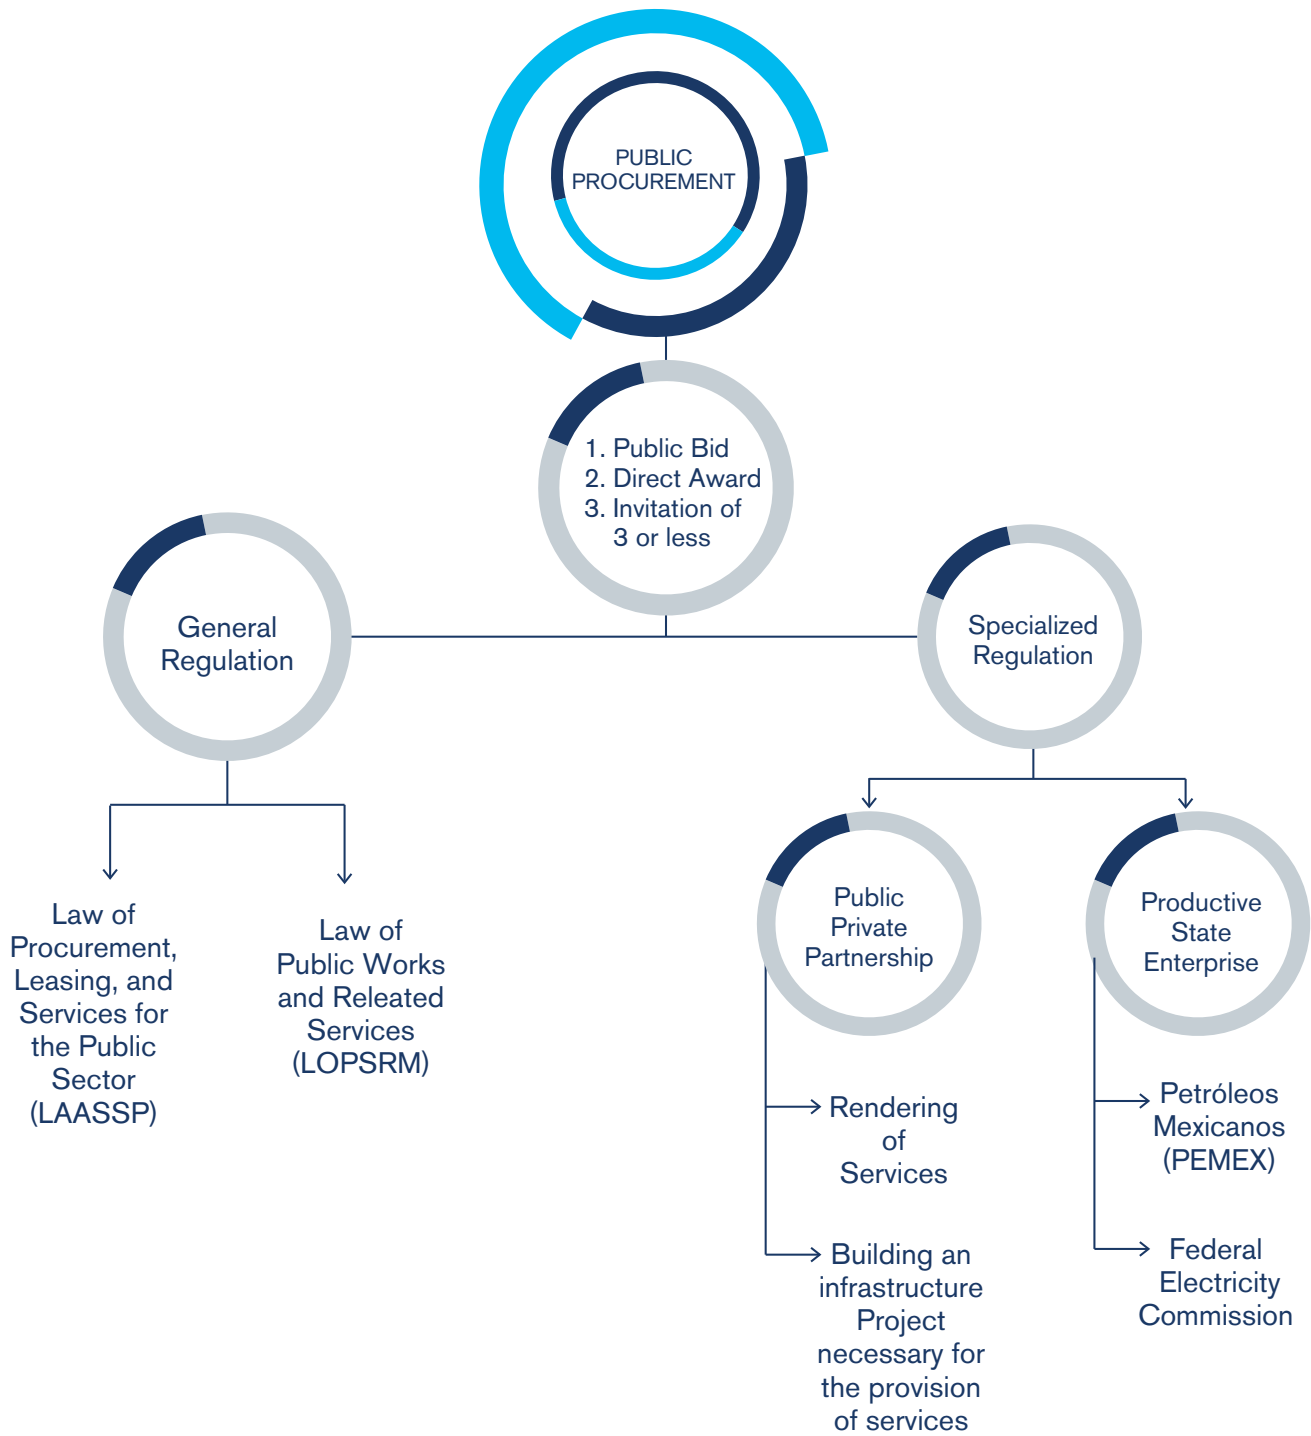 PUBLIC
PROCUREMENT
1. Public Bid
2. Direct Award
3. Invitation of
3 or less
General
Regulation
Specialized
Regulation
Law of
Procurement,
Leasing, and
Services for
the Public
Sector
(LAASSP)
Law of
Public Works
and Releated
Services
(LOPSRM)
Public
Private
Partnership
Rendering
of
Services
Building an
infrastructure
Project
necessary for
the provision
of services
Productive
State
Enterprise
Petróleos
Mexicanos
(PEMEX)
Federal
Electricity
Commission